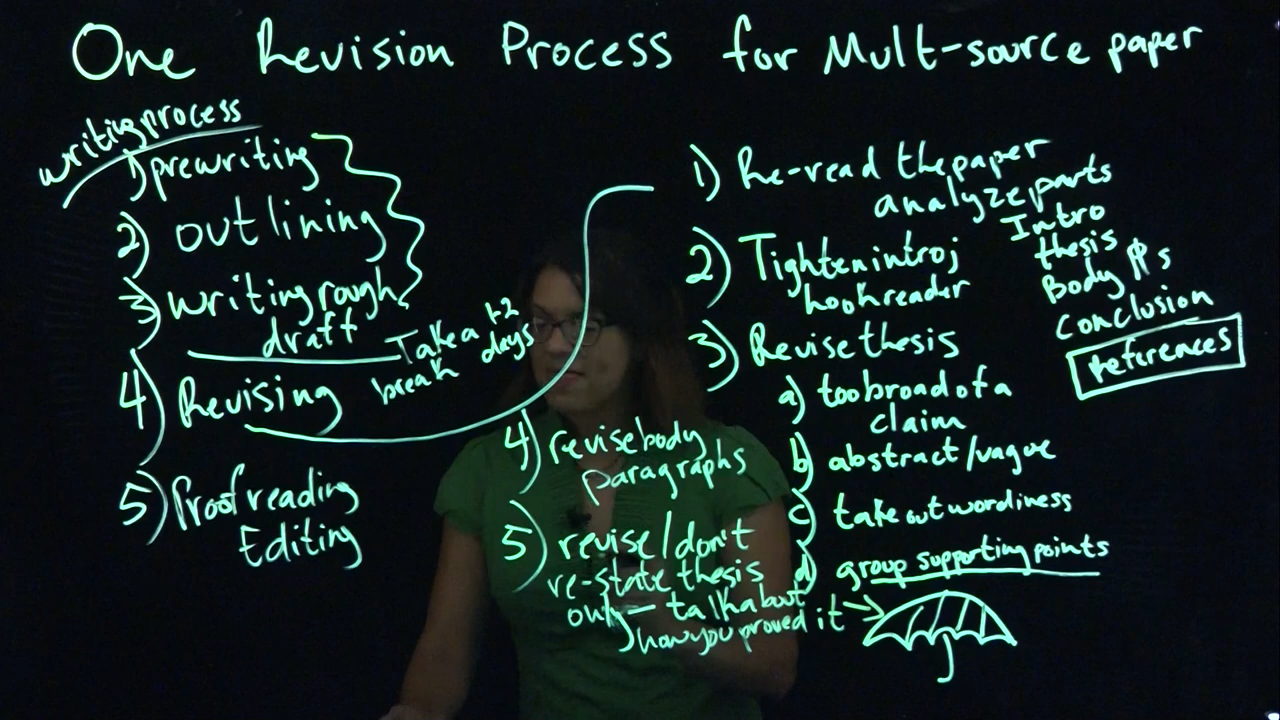 One Revision Process for Mult-source paper
writing process
1) prewriting
2) outlining
3) writing rough
draft
Take a 1-2
break days
4) Revising
5) Proofreading
Editing
1) Re-read the paper
analyze parts
Intro
thesis
Body ¶s
Conclusion
references
2) Tighten intro;
hook reader
3) Revise thesis
a) too broad of a
claim
b) abstract/vague
c) take out wordiness
d) group supporting points
4) revise body
paragraphs
5) revise/don't
re-state thesis
only — talk about
how you proved it